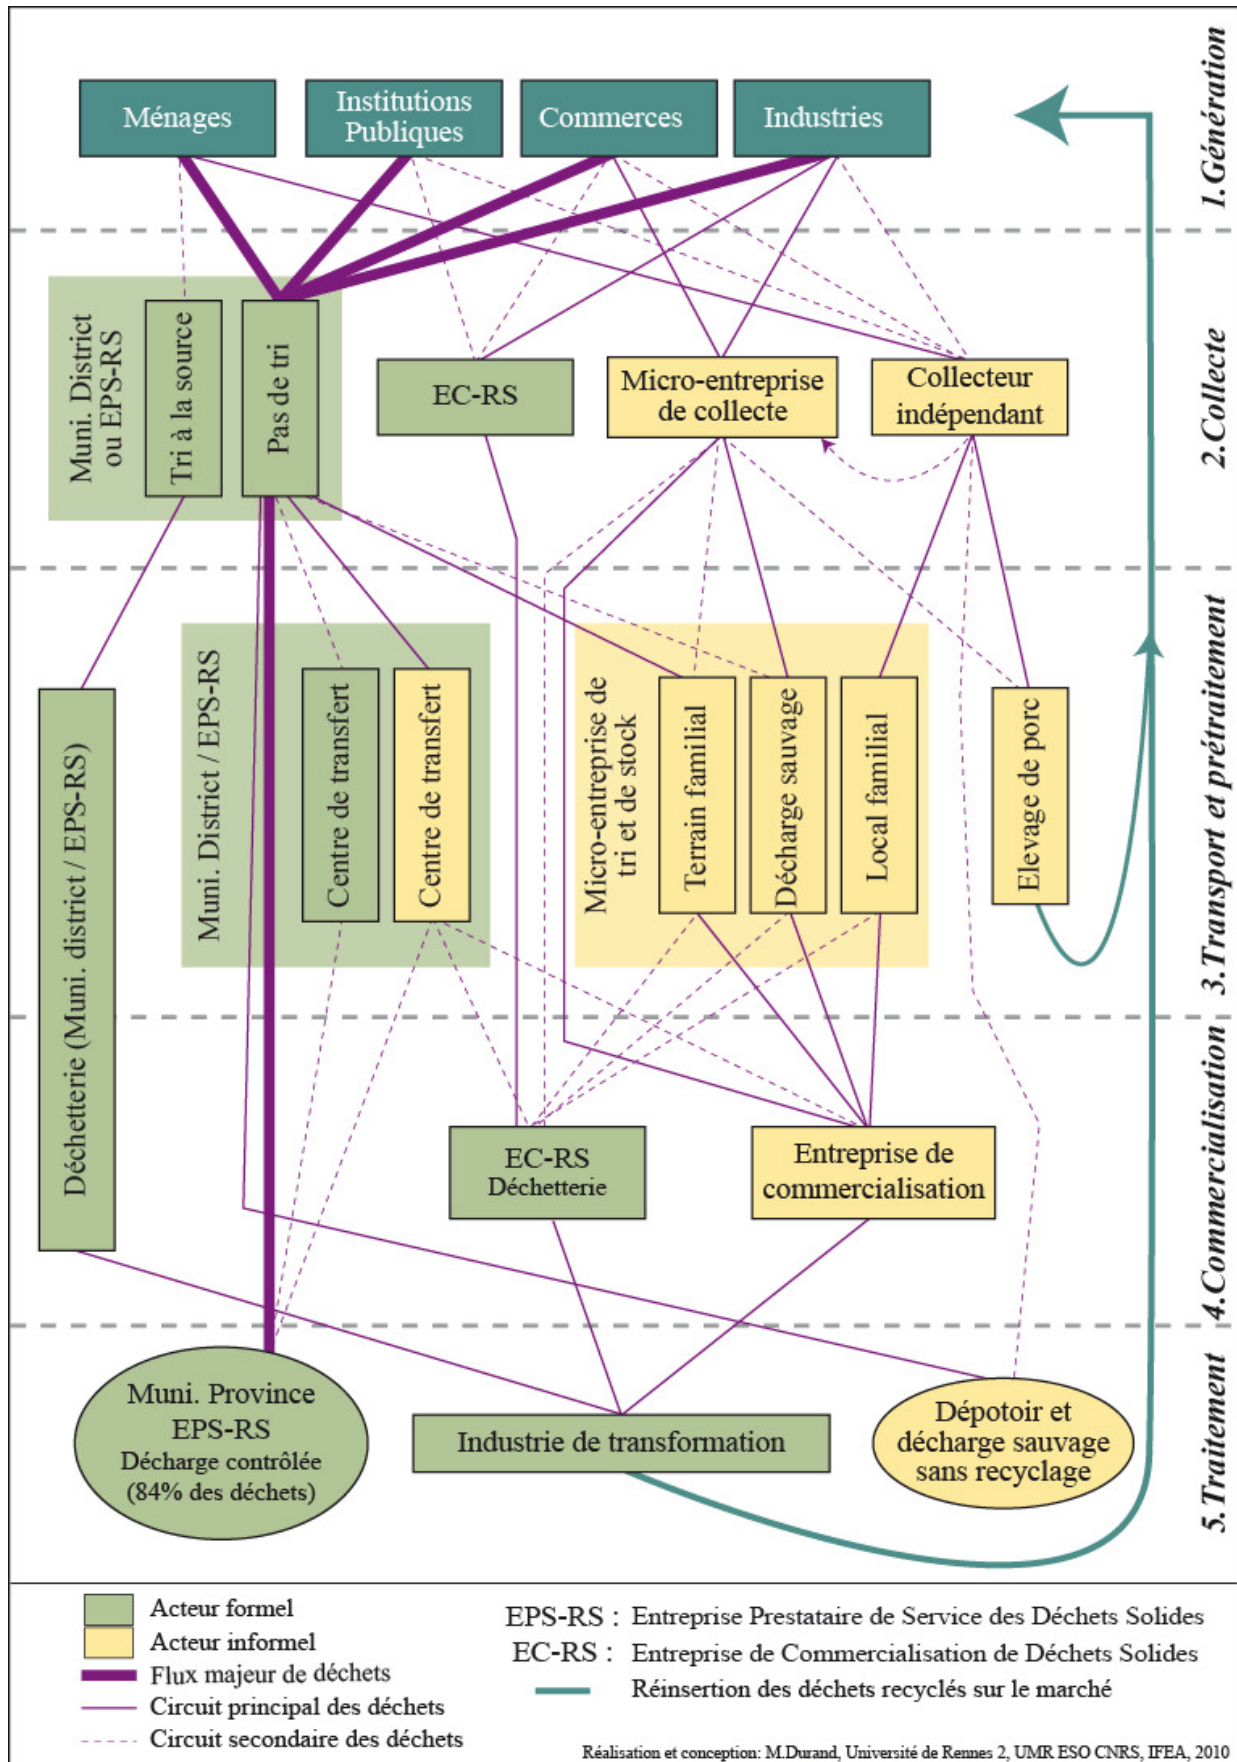 Ménages
Institutions
Publiques
Commerces
Industries
1.Génération
Muni. District
ou EPS-RS
Tri à la source
Pas de tri
EC-RS
Micro-entreprise
de collecte
Collecteur
indépendant
2.Collecte
Déchetterie (Muni. district / EPS-RS)
Muni. District / EPS-RS
Centre de transfert
Centre de transfert
Micro-entreprise de
tri et de stock
Terrain familial
Décharge sauvage
Local familial
Elevage de porc
3.Transport et prétraitement
EC-RS
Déchetterie
Entreprise de
commercialisation
4.Commercialisation
Muni. Province
EPS-RS
Décharge contrôlée
(84% des déchets)
Industrie de transformation
Dépotoir et
décharge sauvage
sans recyclage
5.Traitement
Acteur formel
Acteur informel
Flux majeur de déchets
Circuit principal des déchets
Circuit secondaire des déchets
EPS-RS : Entreprise Prestataire de Service des Déchets Solides
EC-RS : Entreprise de Commercialisation de Déchets Solides
Réinsertion des déchets recyclés sur le marché
Réalisation et conception: M.Durand, Université de Rennes 2, UMR ESO CNRS, IFEA, 2010